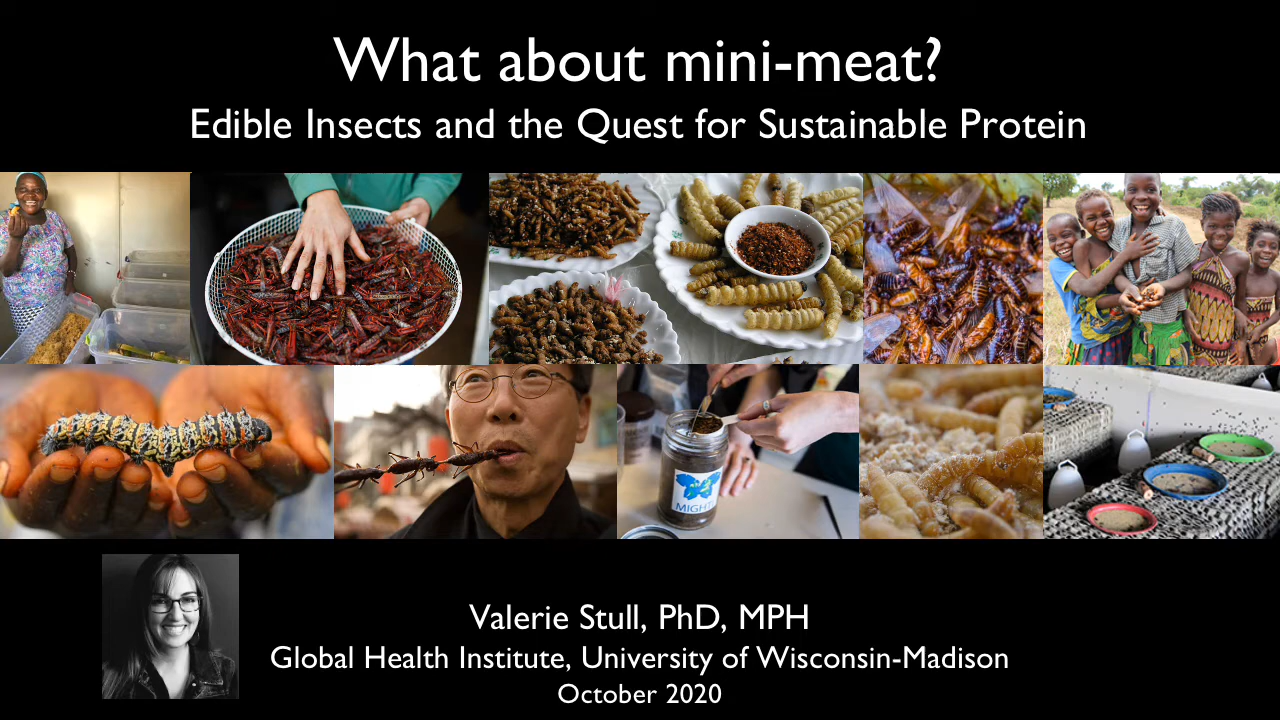 What about mini-meat?
Edible Insects and the Quest for Sustainable Protein
MIGHT
Valerie Stull, PhD, MPH
Global Health Institute, University of Wisconsin-Madison
October 2020